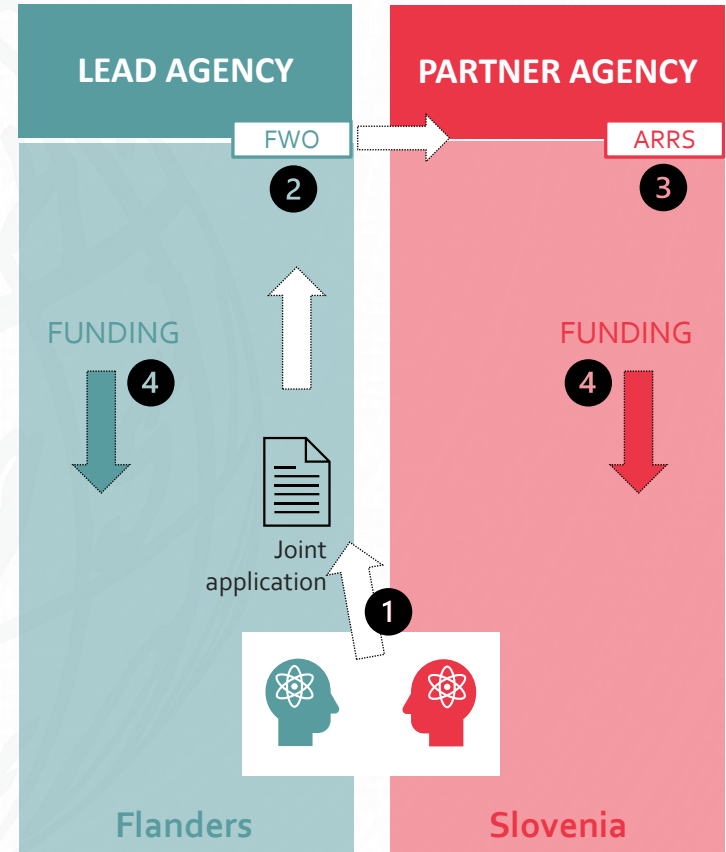 LEAD AGENCY
PARTNER AGENCY
FWO
ARRS
2
3
FUNDING
FUNDING
4
4
Joint
application
1
Flanders
Slovenia